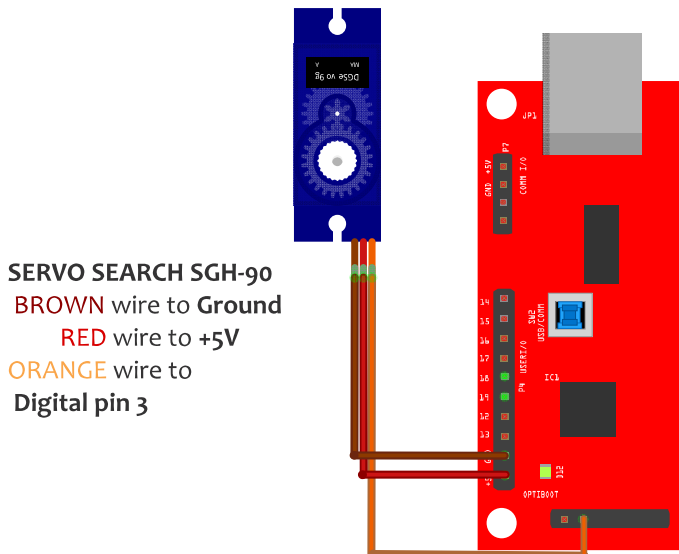 MA A
DGSe vo 9g
JP1
P7
+5V
GND
COMM I/O
SERVO SEARCH SGH-90
BROWN wire to Ground
RED wire to +5V
ORANGE wire to
Digital pin 3
14
15
16
17
18
19
12
13
SW2
USB/COMM
USERI/O
P4
IC1
D12
OPTIBOOT